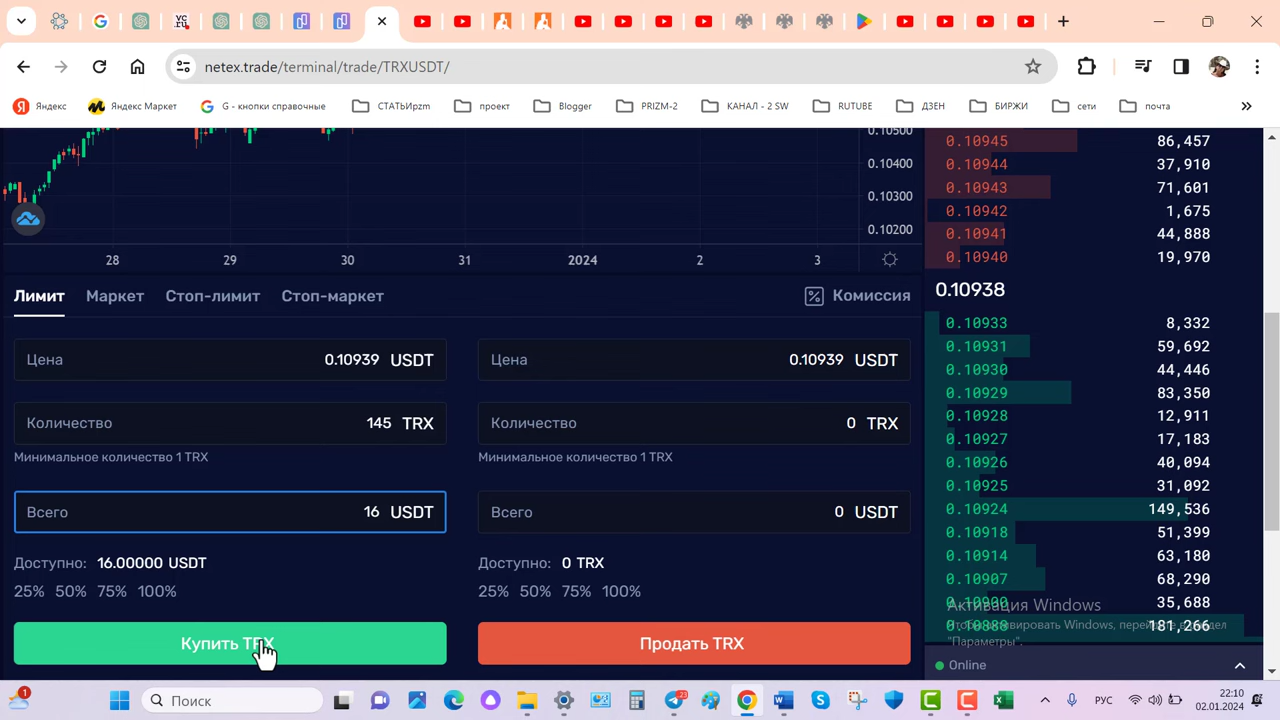 netex.trade/terminal/trade/TRXUSDT/
Яндекс
Яндекс Маркет
G - кнопки справочные
СТАТЬИрzm
проект
Blogger
PRIZM-2
КАНАЛ - 2 SW
RUTUBE
ДЗЕН
БИРЖИ
сети
почта
0.10500
0.10400
0.10300
0.10200
28 29 30 31 2024 2 3
0.10945 86,457
0.10944 37,910
0.10943 71,601
0.10942 1,675
0.10941 44,888
0.10940 19,970
0.10938
0.10933 8,332
0.10931 59,692
0.10930 44,446
0.10929 83,350
0.10928 12,911
0.10927 17,183
0.10926 40,094
0.10925 31,092
0.10924 149,536
0.10918 51,399
0.10914 63,180
0.10907 68,290
0.10900 35,688
181,266
Лимит Маркет Стоп-лимит Стоп-маркет
% Комиссия
Цена 0.10939 USDT
Количество 145 TRX
Минимальное количество 1 TRX
Всего 16 USDT
Доступно: 16.00000 USDT
25% 50% 75% 100%
Купить TRX
Цена 0.10939 USDT
Количество 0 TRX
Минимальное количество 1 TRX
Всего 0 USDT
Доступно: 0 TRX
25% 50% 75% 100%
Продать TRX
Активация Windows
Чтобы активировать Windows, перейдите в раздел
"Параметры".
Online
1
Поиск
РУС
22:10
02.01.2024